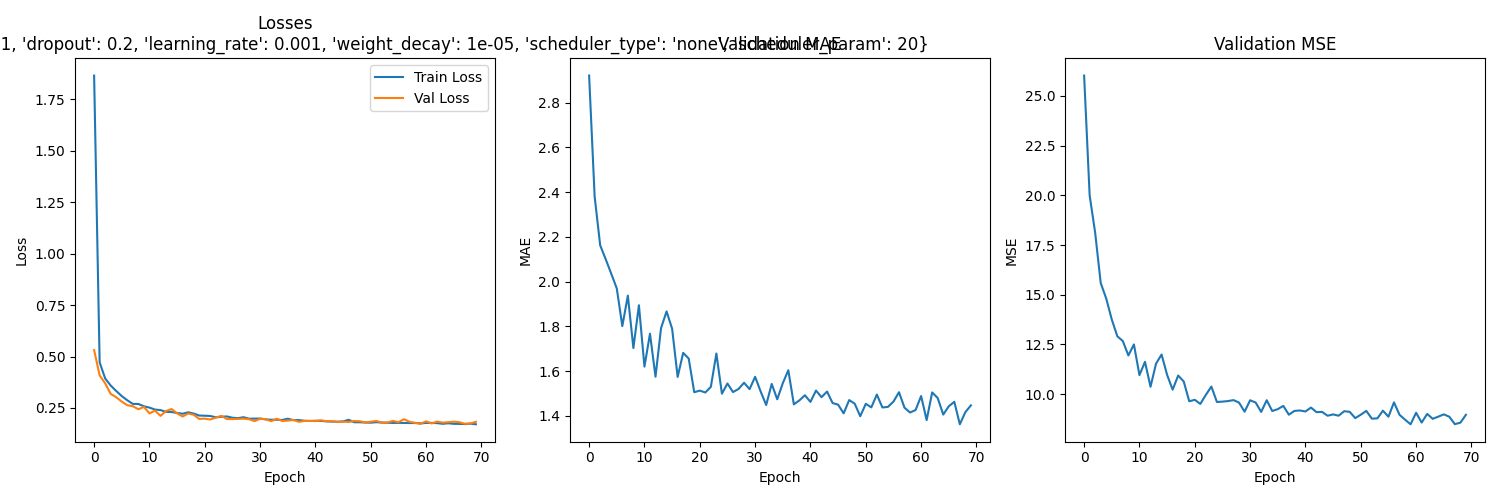 Losses
1, 'dropout': 0.2, 'learning_rate': 0.001, 'weight_decay': 1e-05, 'scheduler_type': 'none', 'scheduler_param': 20}
Validation MAE
Validation MSE
Train Loss
Val Loss
1.75
1.50
1.25
1.00
0.75
0.50
0.25
Loss
0 10 20 30 40 50 60 70
Epoch
2.8
2.6
2.4
2.2
2.0
1.8
1.6
1.4
MAE
0 10 20 30 40 50 60 70
Epoch
25.0
22.5
20.0
17.5
15.0
12.5
10.0
MSE
0 10 20 30 40 50 60 70
Epoch